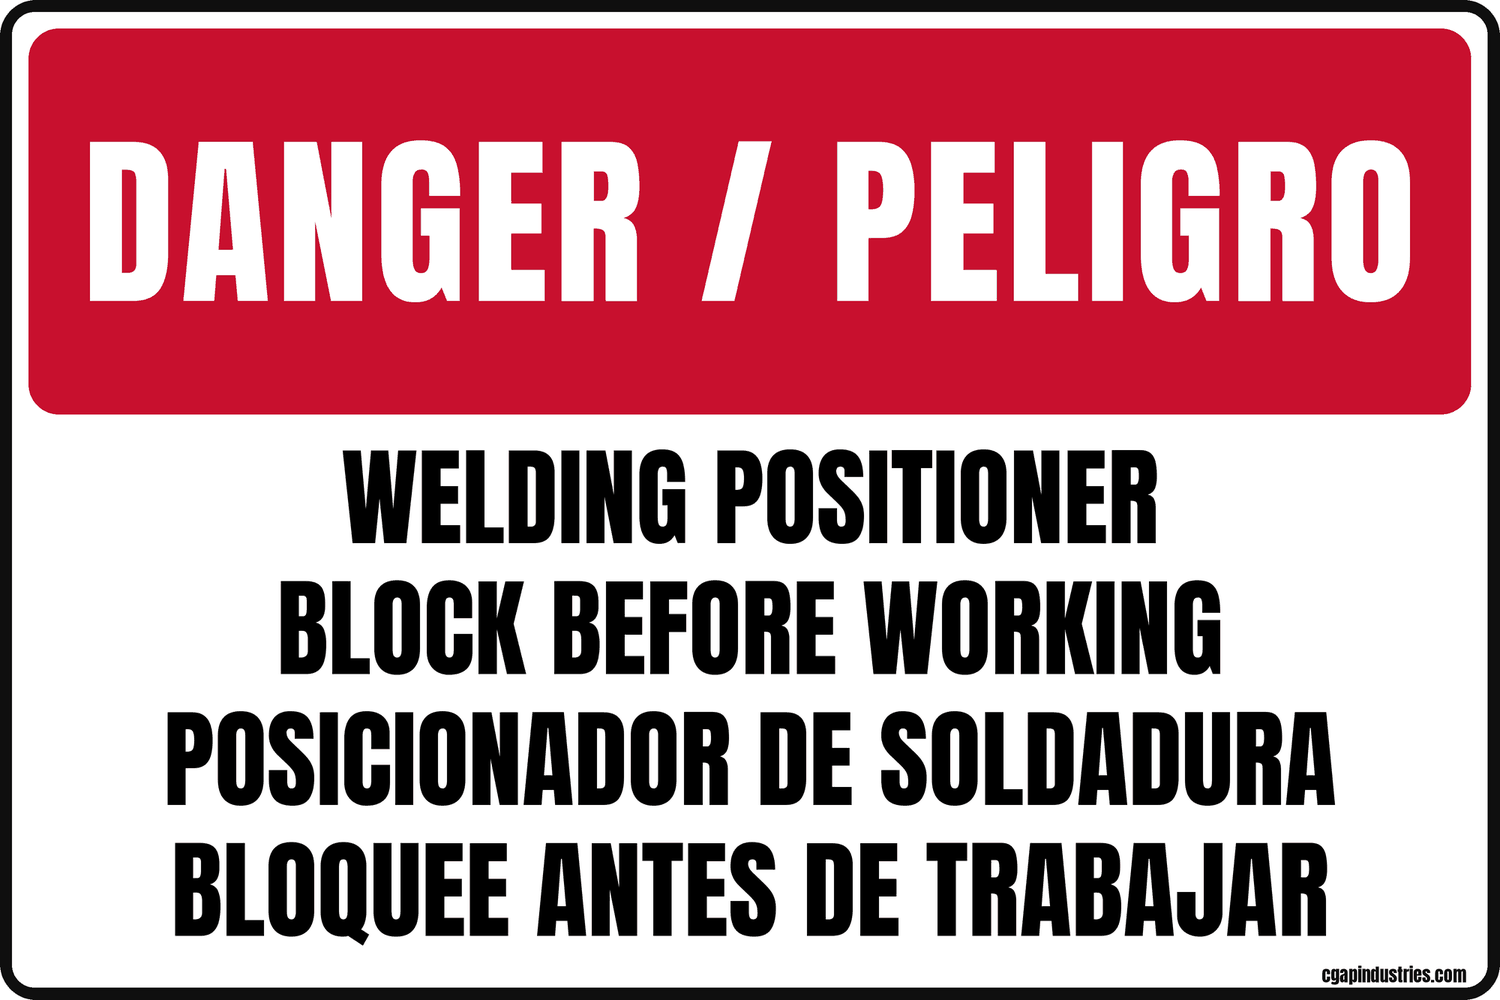 DANGER / PELIGRO
WELDING POSITIONER
BLOCK BEFORE WORKING
POSICIONADOR DE SOLDADURA
BLOQUEE ANTES DE TRABAJAR
cgapindustries.com